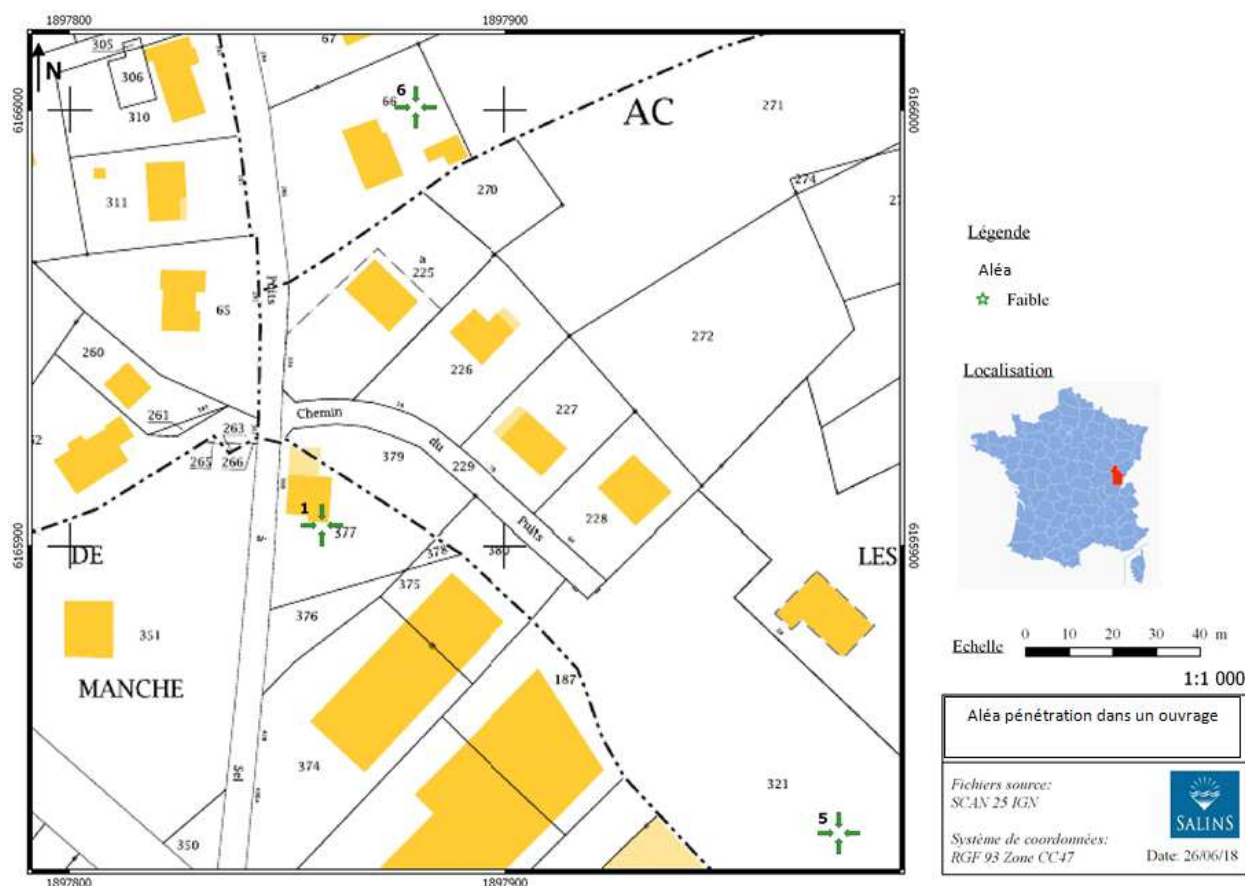 1897800
1897900
6166000
6166000
6165900
6165900
1897800
1897900
N
305
306
310
67
66
6
AC
271
274
270
311
a
225
65
Puits
272
226
260
261
263
265
266
Chemin
du
Puits
227
229
379
228
1
377
378
380
DE
LES
375
376
à
351
MANCHE
187
374
Sel
350
321
5
Légende
Aléa
Faible
Localisation
Echelle
0 10 20 30 40 m
1:1 000
Aléa pénétration dans un ouvrage
Fichiers source:
SCAN 25 IGN
Système de coordonnées:
RGF 93 Zone CC47
SALINS
Date: 26/06/18